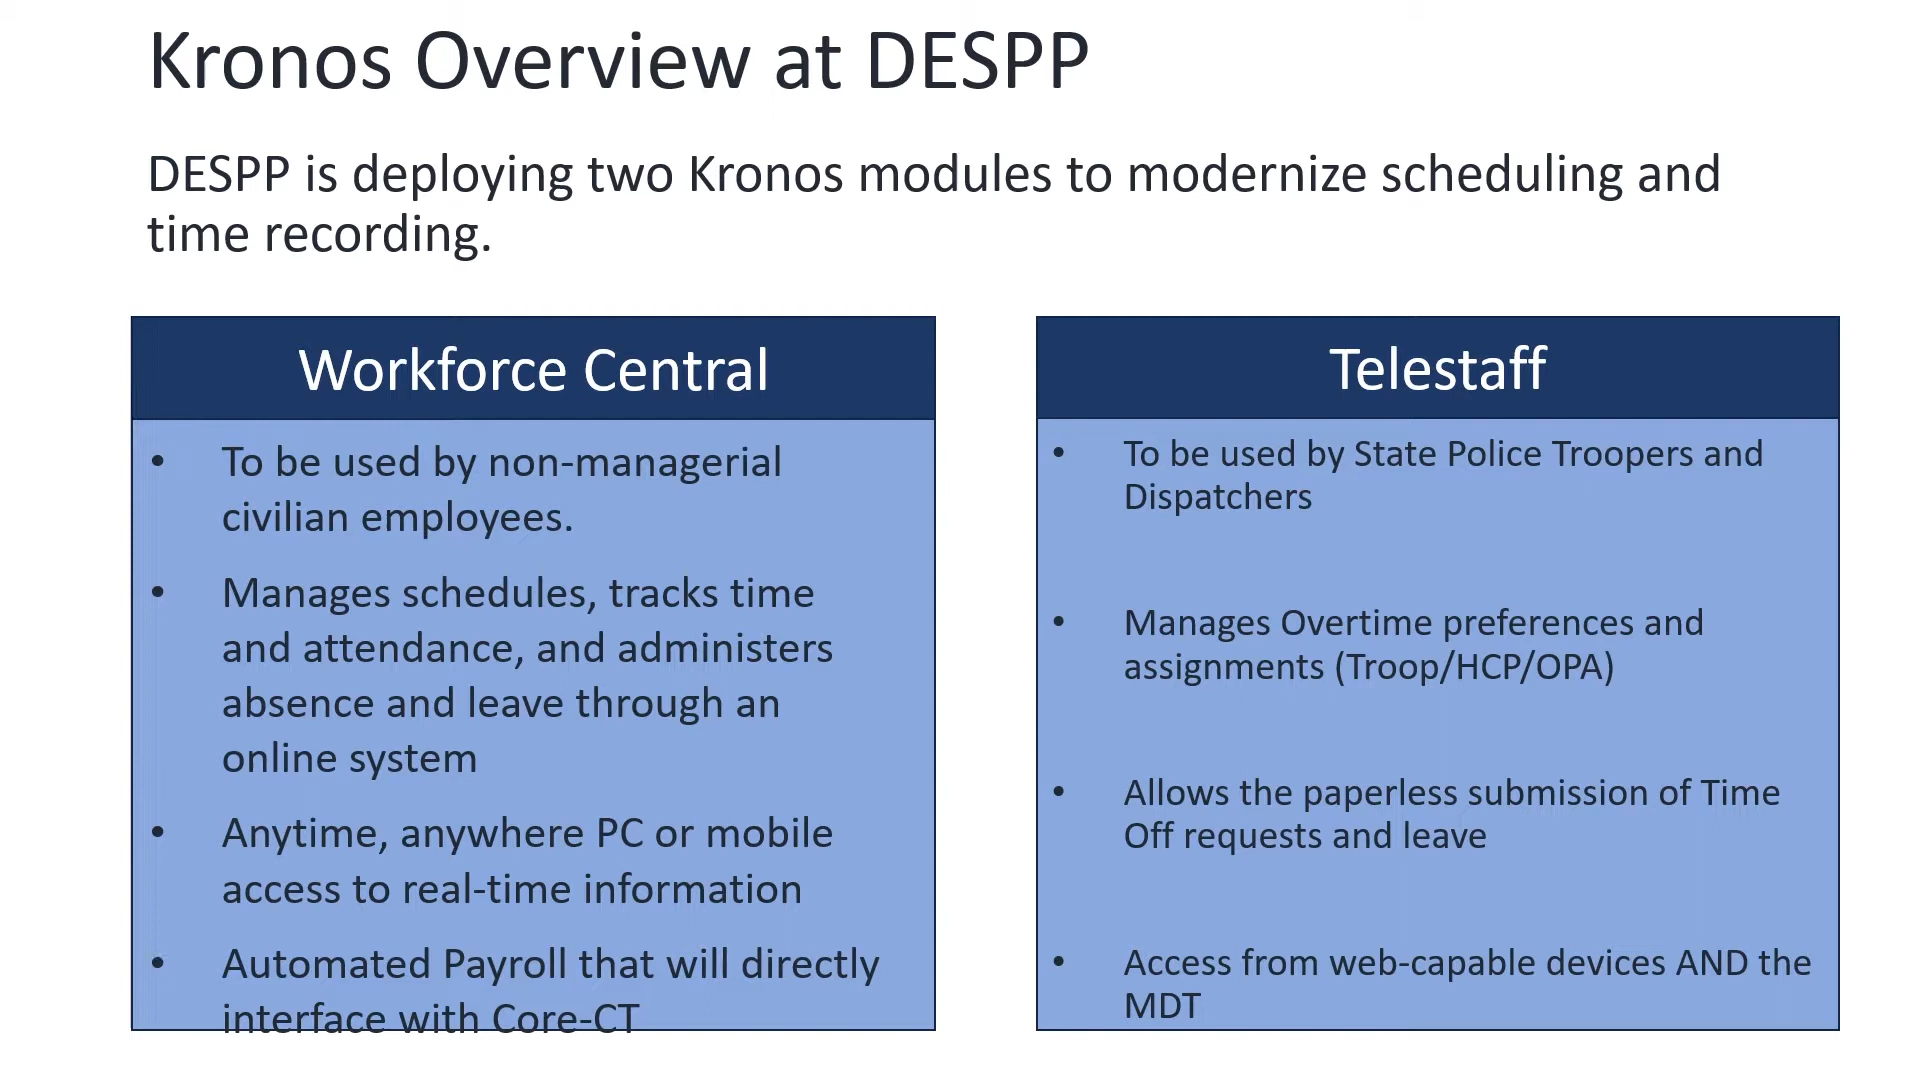 Kronos Overview at DESPP
DESPP is deploying two Kronos modules to modernize scheduling and
time recording.
Workforce Central
• To be used by non-managerial
civilian employees.
• Manages schedules, tracks time
and attendance, and administers
absence and leave through an
online system
• Anytime, anywhere PC or mobile
access to real-time information
• Automated Payroll that will directly
interface with Core-CT
Telestaff
• To be used by State Police Troopers and
Dispatchers
• Manages Overtime preferences and
assignments (Troop/HCP/OPA)
• Allows the paperless submission of Time
Off requests and leave
• Access from web-capable devices AND the
MDT